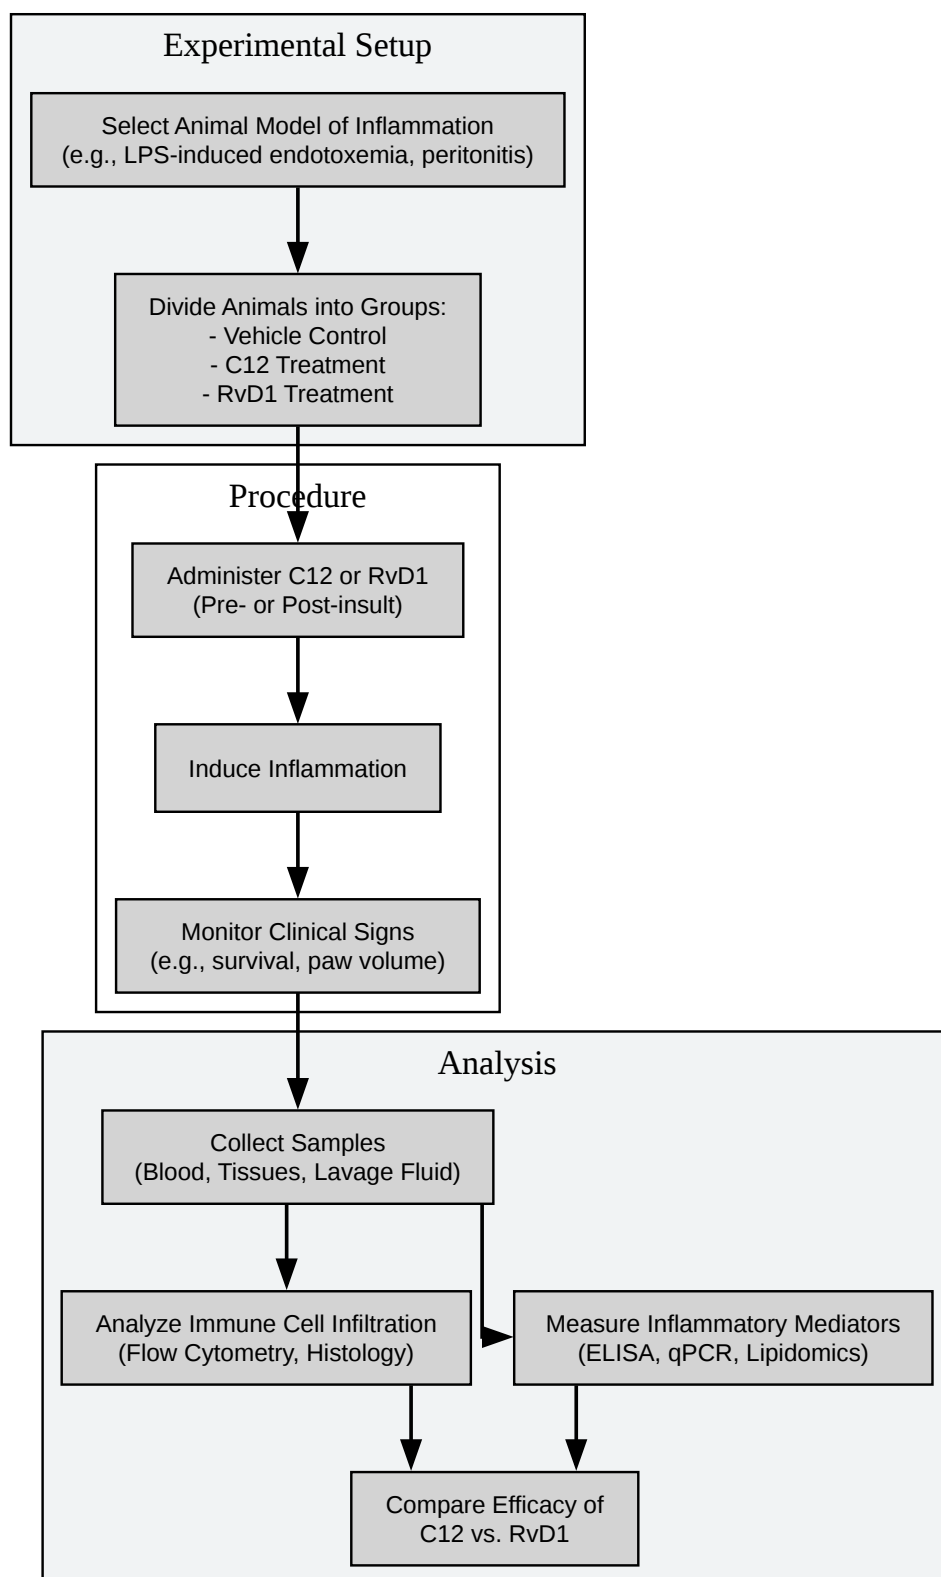 Experimental Setup
Select Animal Model of Inflammation
(e.g., LPS-induced endotoxemia, peritonitis)
Divide Animals into Groups:
- Vehicle Control
- C12 Treatment
- RvD1 Treatment
Procedure
Administer C12 or RvD1
(Pre- or Post-insult)
Induce Inflammation
Monitor Clinical Signs
(e.g., survival, paw volume)
Analysis
Collect Samples
(Blood, Tissues, Lavage Fluid)
Analyze Immune Cell Infiltration
(Flow Cytometry, Histology)
Measure Inflammatory Mediators
(ELISA, qPCR, Lipidomics)
Compare Efficacy of
C12 vs. RvD1